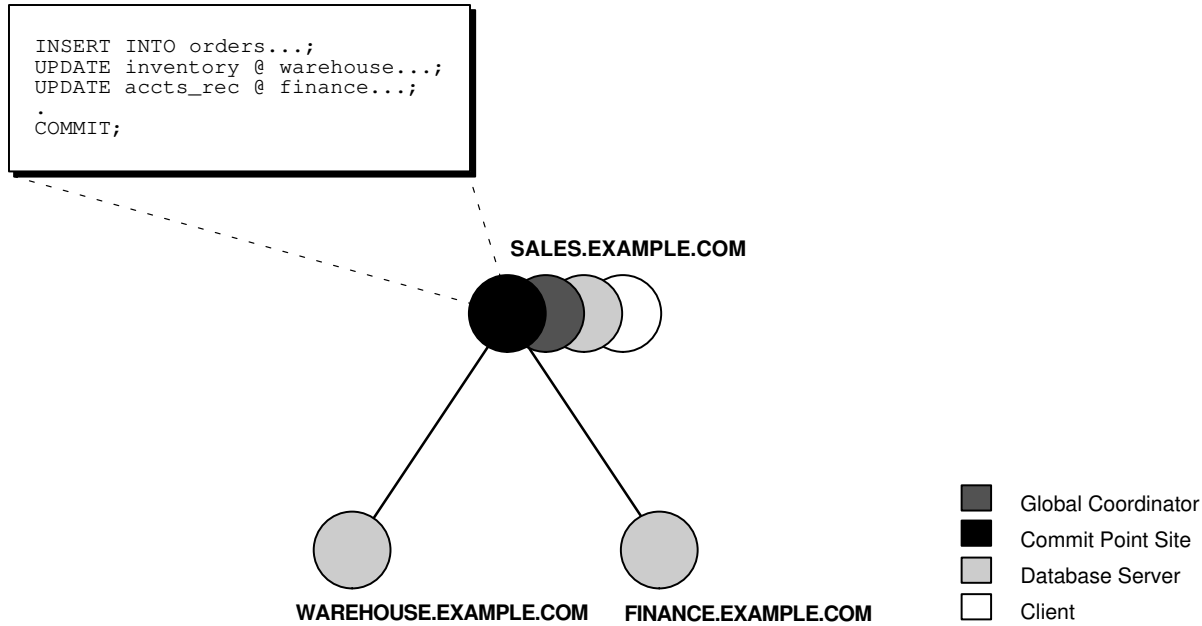 INSERT INTO orders...;
UPDATE inventory @ warehouse...;
UPDATE accts_rec @ finance...;
.
COMMIT;
SALES.EXAMPLE.COM
WAREHOUSE.EXAMPLE.COM
FINANCE.EXAMPLE.COM
Global Coordinator
Commit Point Site
Database Server
Client